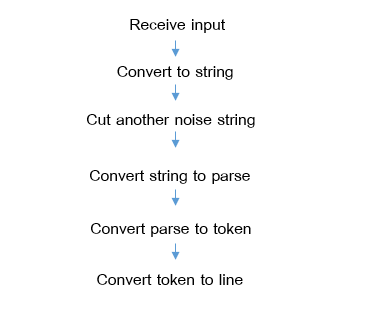 Receive input
Convert to string
Cut another noise string
Convert string to parse
Convert parse to token
Convert token to line